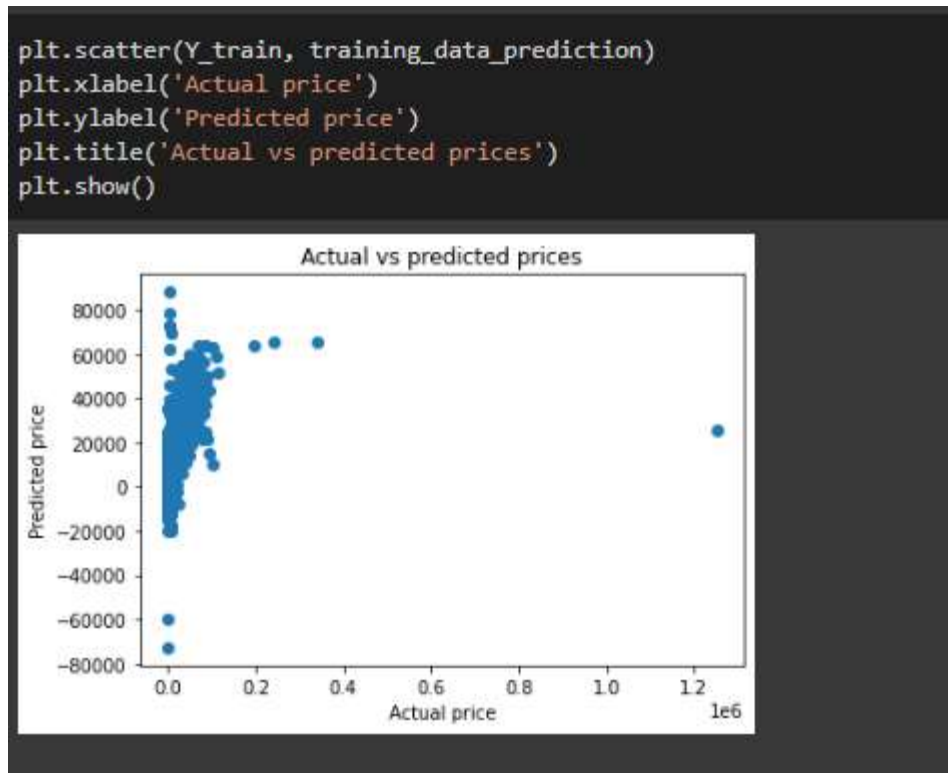 plt.scatter(Y_train, training_data_prediction)
plt.xlabel('Actual price')
plt.ylabel('Predicted price')
plt.title('Actual vs predicted prices')
plt.show()
Actual vs predicted prices
80000
60000
40000
20000
0
−20000
−40000
−60000
−80000
Predicted price
0.0 0.2 0.4 0.6 0.8 1.0 1.2
1e6
Actual price